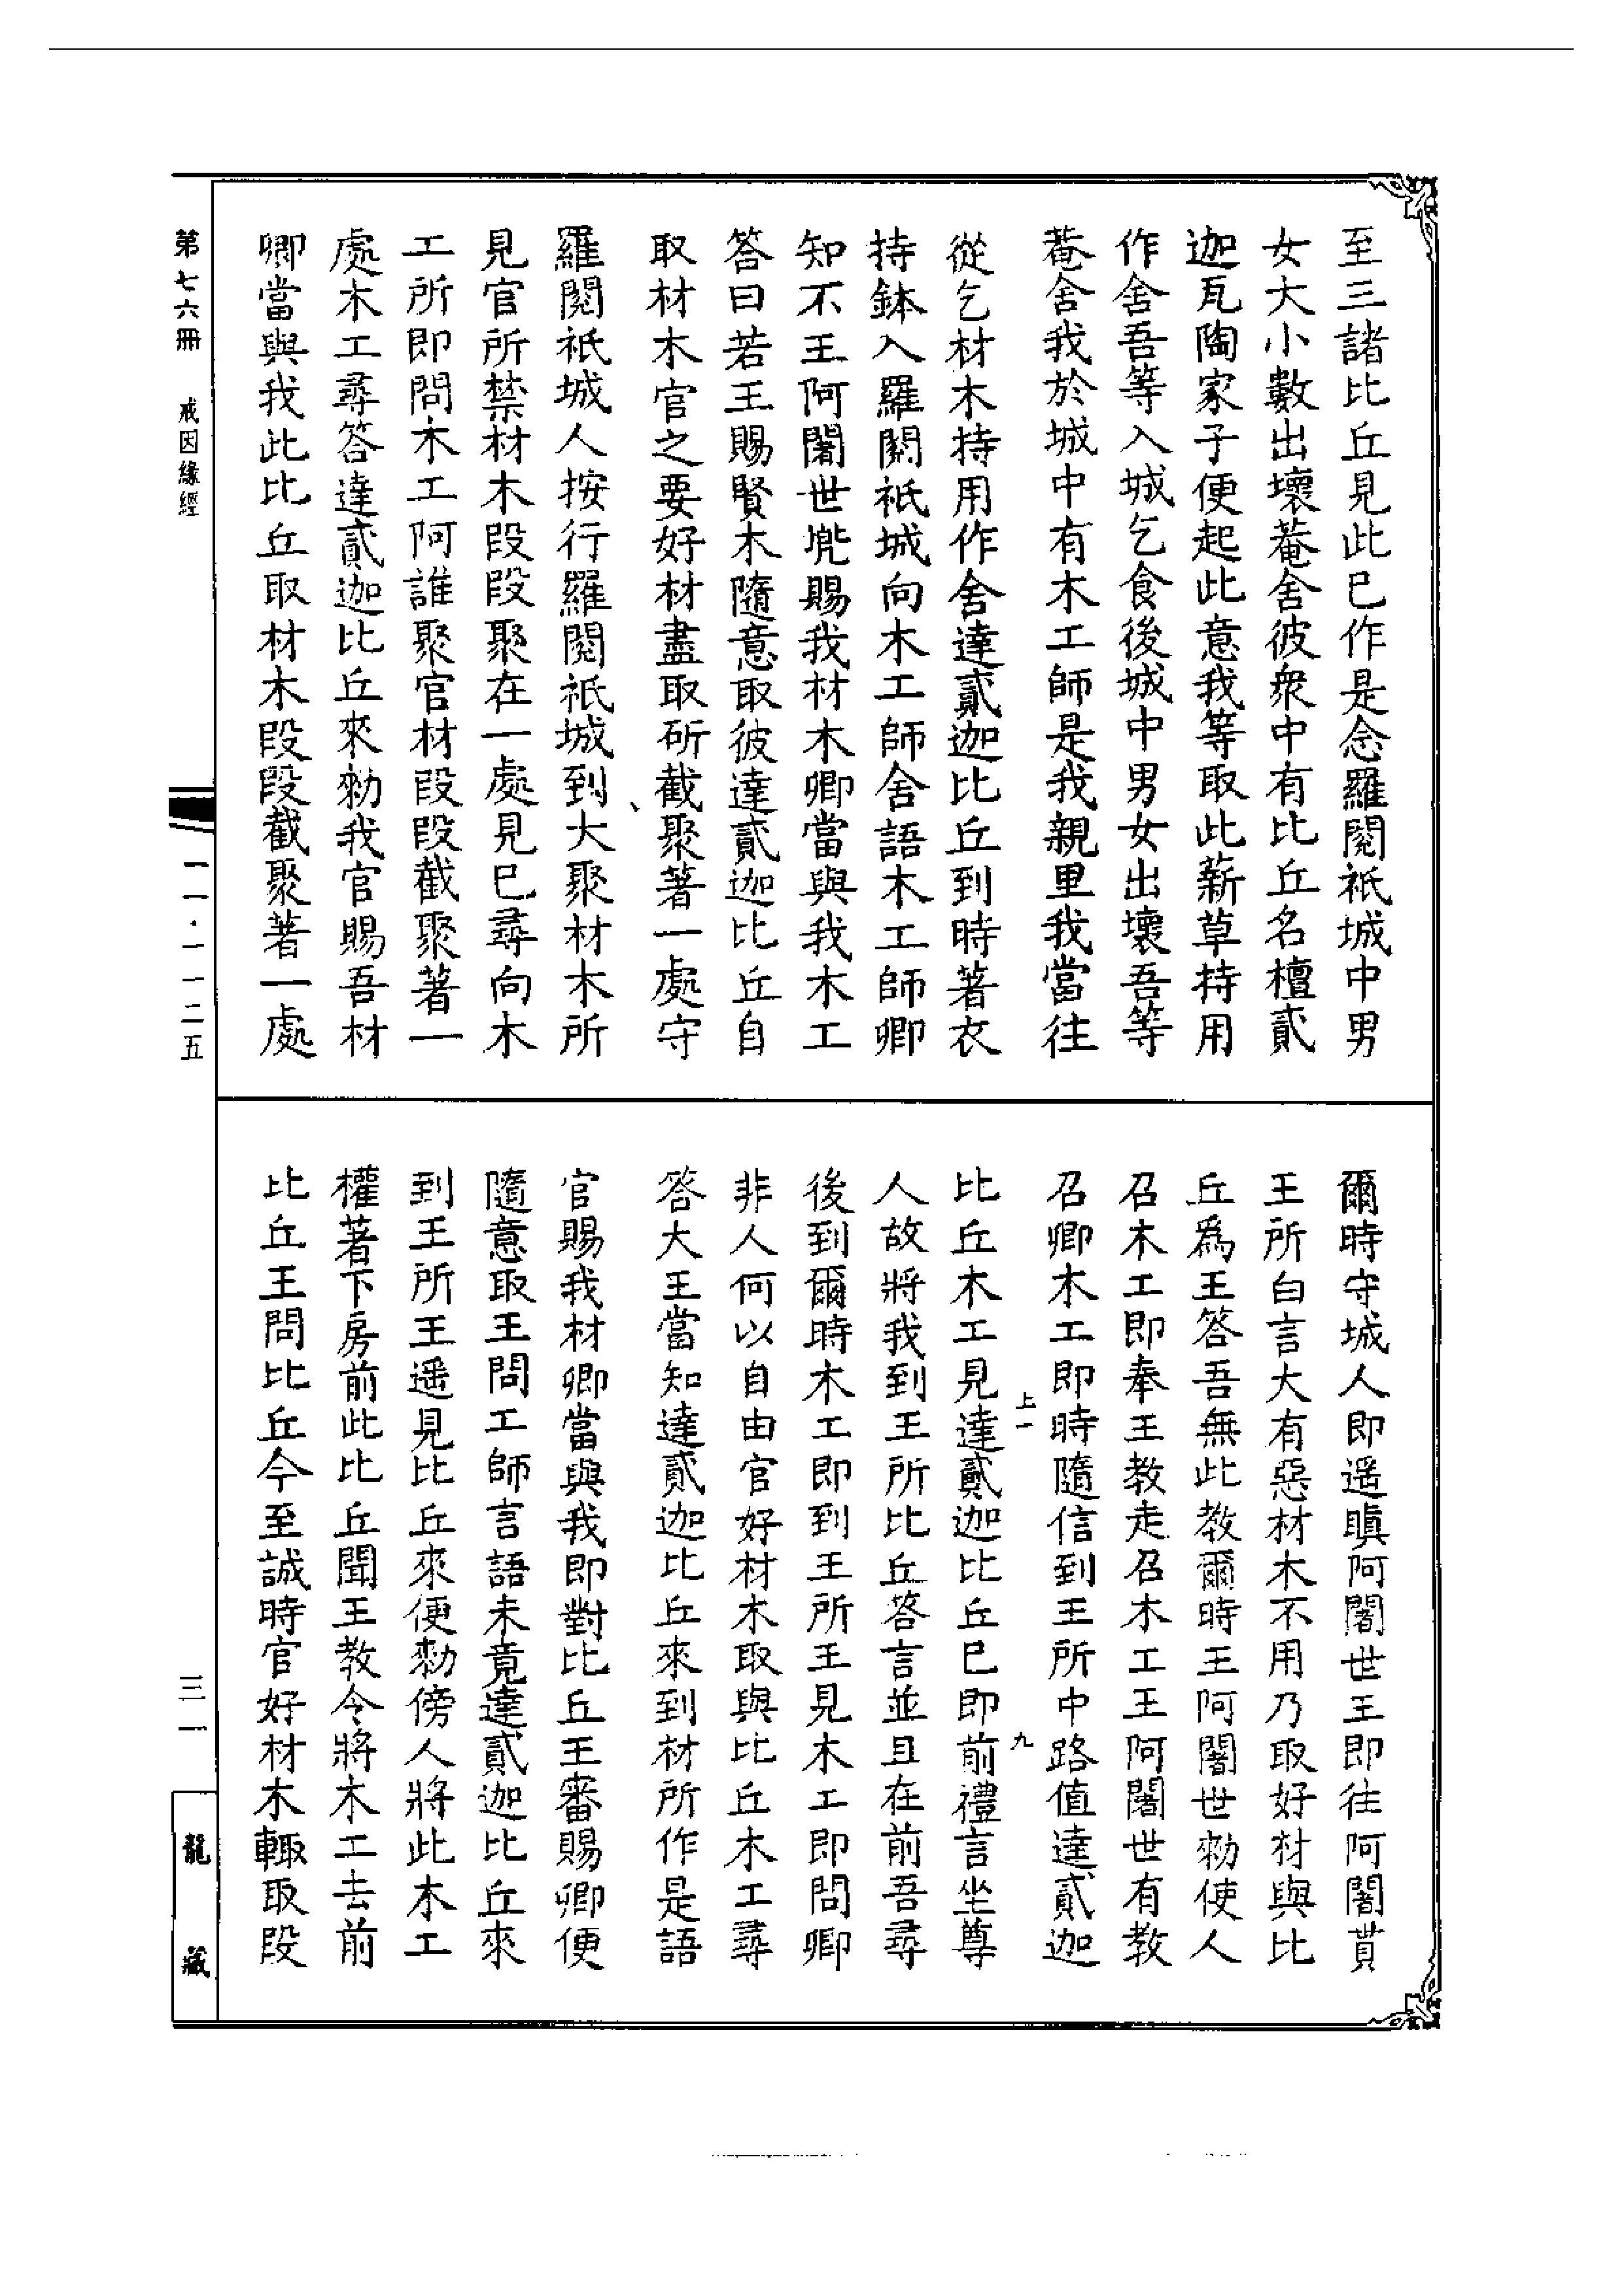 至三諸比丘見此已作是念羅閱祇城中男
女大小數出壞菴舍彼衆中有比丘名檀貳
迦瓦陶家子便起此意我等取此薪草持用
作舍吾等入城乞食後城中男女出壞吾等
菴舍我於城中有木工師是我親里我當往
從乞材木持用作舍達貳迦比丘到時著衣
持鉢入羅閱祇城向木工師舍語木工師卿
知不王阿闍世兠賜我材木卿當與我木工
答曰若王賜賢木隨意取彼達貳迦比丘自
取材木官之要好材盡取斫截聚著一處守
羅閱祇城人按行羅閱祇城到大聚材木所
見官所禁材木段段聚在一處見已尋向木
工所即問木工阿誰聚官材段段截聚著一
處木工尋答達貳迦比丘來勑我官賜吾材
卿當與我此比丘取材木段段截聚著一處
爾時守城人即遥瞋阿闍世王即往阿闍貰
王所白言大有惡材木不用乃取好材與比
丘爲王答吾無此教爾時王阿闍世勑使人
召木工即奉王教走召木工王阿闍世有教
召卿木工即時隨信到王所中路值達貳迦
比丘木工見達貳迦比丘已即前禮言坐尊
人故將我到王所比丘答言並且在前吾尋
後到爾時木工即到王所王見木工即問卿
非人何以自由官好材木取與比丘木工尋
答大王當知達貳迦比丘來到材所作是語
官賜我材卿當與我即對比丘王審賜卿便
隨意取王問工師言語未竟達貳迦比丘來
到王所王遥見比丘來便勑傍人將此木工
權著下房前此比丘聞王教令將木工去前
比丘王問比丘今至誠時官好材木輙取段
上一
九
第七六冊
戒因緣經
一一·一一二五
三一
龍藏